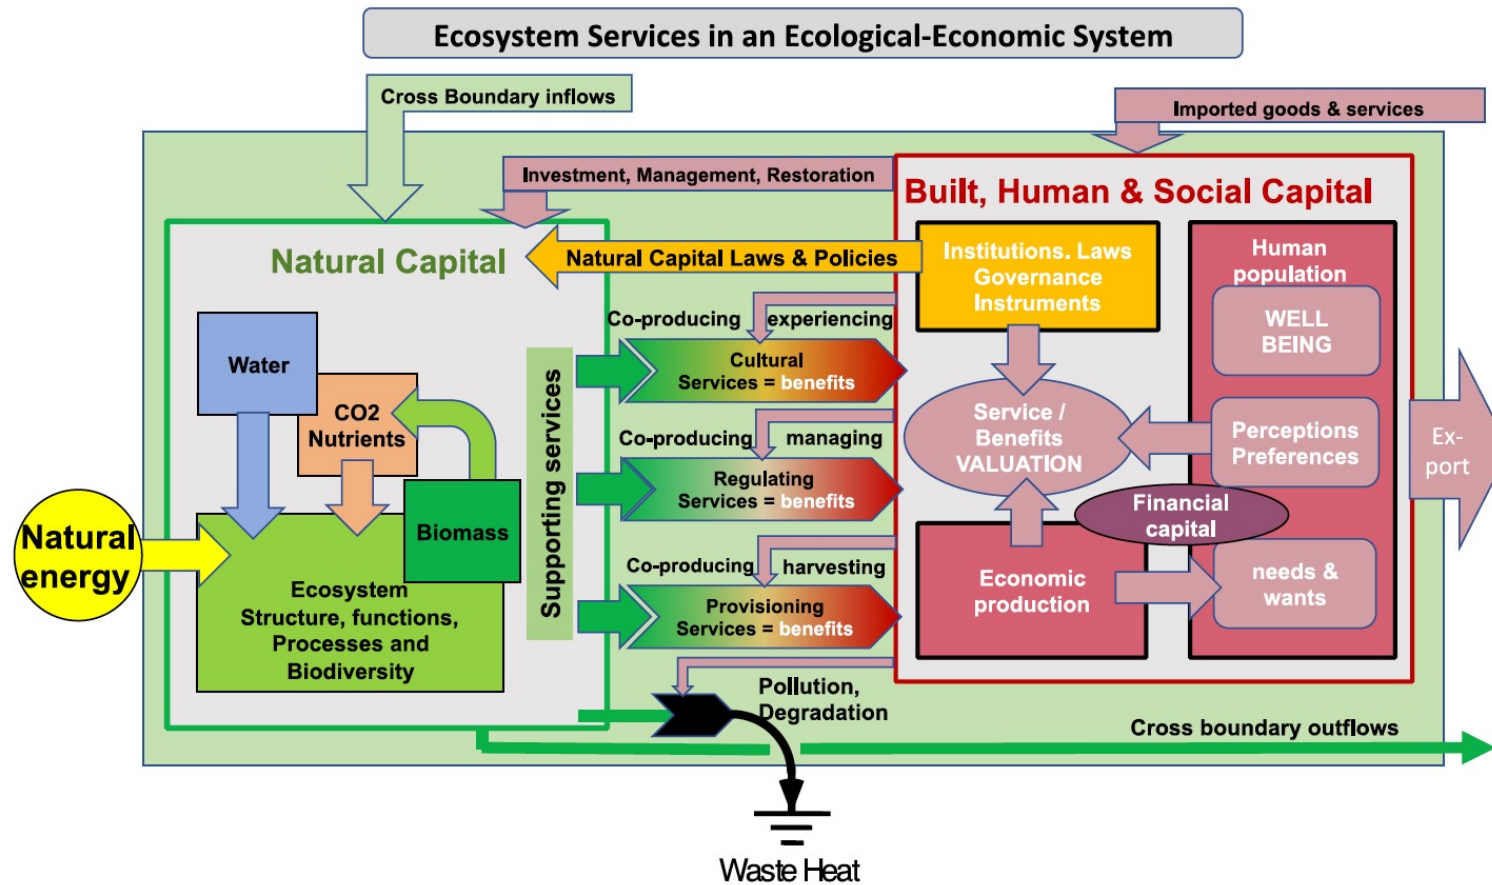 Ecosystem Services in an Ecological-Economic System
Cross Boundary inflows
Imported goods & services
Investment, Management, Restoration
Built, Human & Social Capital
Natural Capital
Natural Capital Laws & Policies
Institutions. Laws
Governance
Instruments
Human
population
WELL
BEING
Co-producing experiencing
Cultural
Services = benefits
Water
CO2
Nutrients
Supporting services
Service /
Benefits
VALUATION
Perceptions
Preferences
Ex-
port
Co-producing managing
Regulating
Services = benefits
Financial
capital
Biomass
Natural
energy
Co-producing harvesting
Provisioning
Services = benefits
Economic
production
needs &
wants
Ecosystem
Structure, functions,
Processes and
Biodiversity
Pollution,
Degradation
Cross boundary outflows
Waste Heat